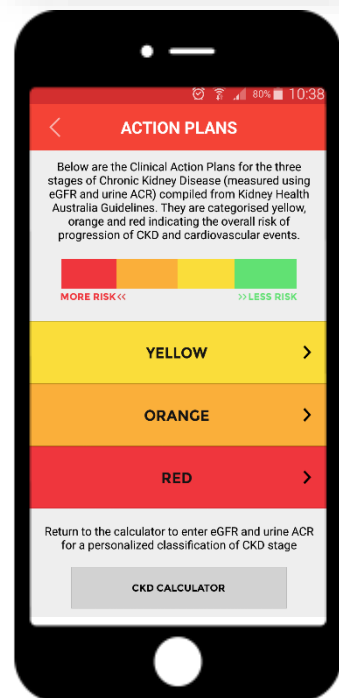 80% 10:38
ACTION PLANS
Below are the Clinical Action Plans for the three
stages of Chronic Kidney Disease (measured using
eGFR and urine ACR) compiled from Kidney Health
Australia Guidelines. They are categorised yellow,
orange and red indicating the overall risk of
progression of CKD and cardiovascular events.
MORE RISK<< >>LESS RISK
YELLOW
ORANGE
RED
Return to the calculator to enter eGFR and urine ACR
for a personalized classification of CKD stage
CKD CALCULATOR